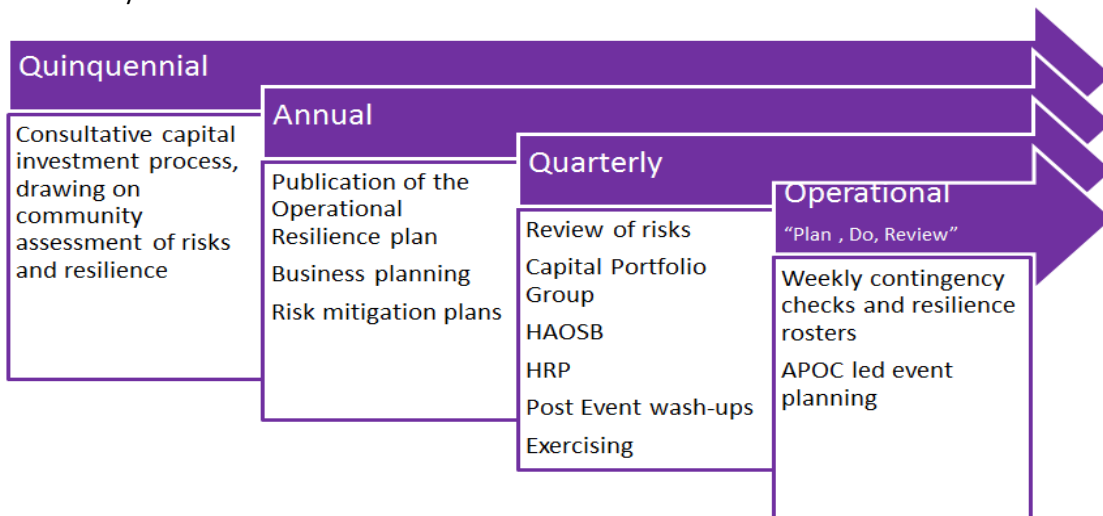 Quinquennial
Consultative capital
investment process,
drawing on
community
assessment of risks
and resilience
Annual
Publication of the
Operational
Resilience plan
Business planning
Risk mitigation plans
Quarterly
Review of risks
Capital Portfolio
Group
HAOSB
HRP
Post Event wash-ups
Exercising
Operational
“Plan , Do, Review”
Weekly contingency
checks and resilience
rosters
APOC led event
planning